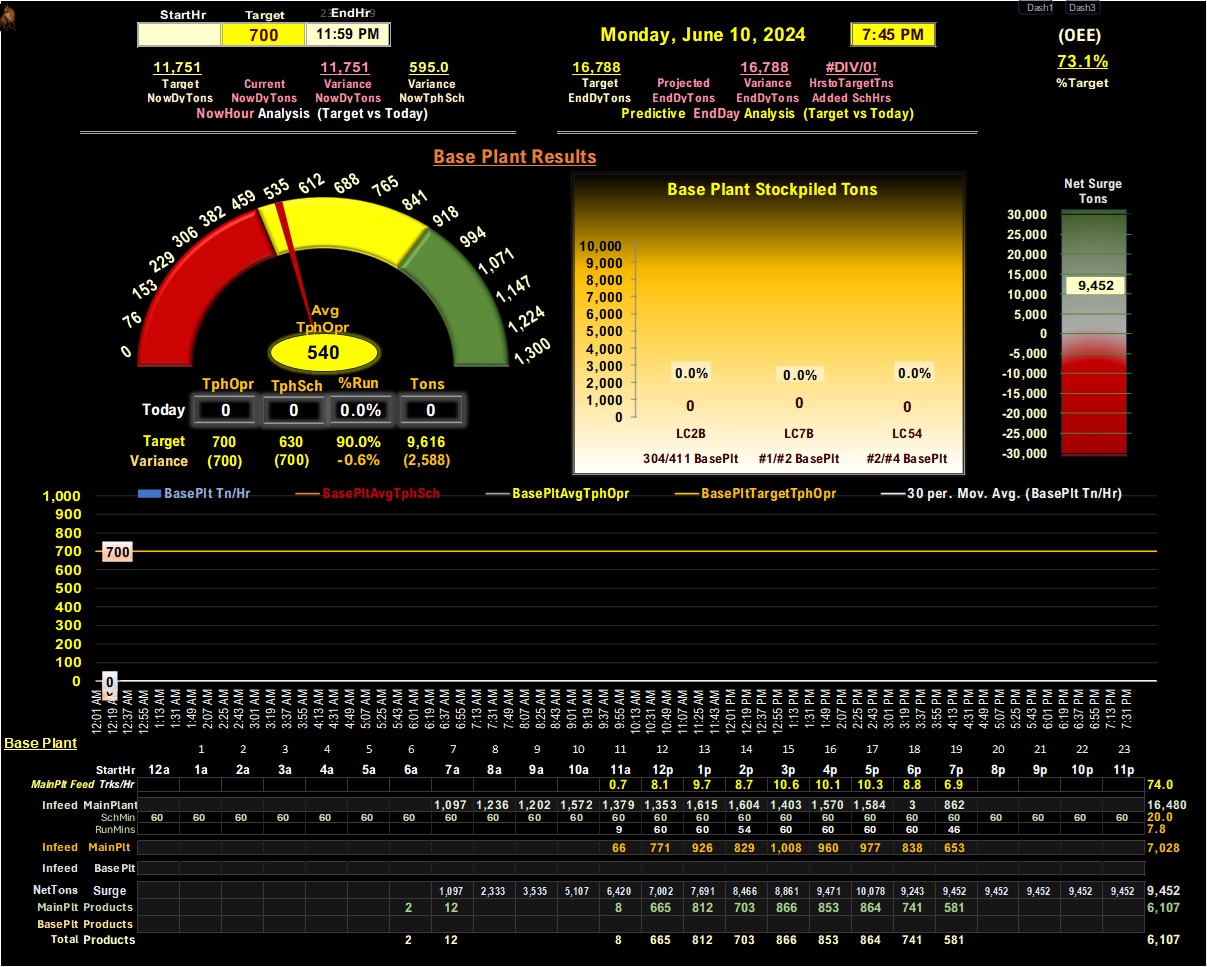 Dash1 Dash3
StartHr Target EndHr
700 11:59 PM
Monday, June 10, 2024 7:45 PM (OEE)
73.1%
%Target
11,751 11,751 595.0
Target Current Variance Variance
NowDyTons NowDyTons NowDyTons NowTphSch
NowHour Analysis (Target vs Today)
16,788 16,788 #DIV/0!
Target Projected Variance HrstoTargetTns
EndDyTons EndDyTons EndDyTons Added SchHrs
Predictive EndDay Analysis (Target vs Today)
Base Plant Results
0 76 153 229 306 382 459 535 612 688 765 841 918 994 1,071 1,147 1,224 1,300
Avg
TphOpr
540
TphOpr TphSch %Run Tons
Today 0 0 0.0% 0
Target 700 630 90.0% 9,616
Variance (700) (700) -0.6% (2,588)
Base Plant Stockpiled Tons
10,000
9,000
8,000
7,000
6,000
5,000
4,000
3,000
2,000
1,000
0
0.0% 0.0% 0.0%
0 0 0
LC2B LC7B LC54
304/411 BasePlt #1/#2 BasePlt #2/#4 BasePlt
Net Surge
Tons
30,000
25,000
20,000
15,000
10,000
5,000
0
-5,000
-10,000
-15,000
-20,000
-25,000
-30,000
9,452
BasePlt Tn/Hr BasePltAvgTphSch BasePltAvgTphOpr BasePltTargetTphOpr 30 per. Mov. Avg. (BasePlt Tn/Hr)
1,000
900
800
700
600
500
400
300
200
100
0
700
0
12:01 AM 12:19 AM 12:37 AM 12:55 AM 1:13 AM 1:31 AM 2:07 AM 2:25 AM 2:43 AM 3:01 AM 3:19 AM 3:37 AM 3:55 AM 4:13 AM 4:31 AM 4:49 AM 5:07 AM 5:25 AM 5:43 AM 6:01 AM 6:19 AM 6:37 AM 6:55 AM 7:13 AM 7:31 AM 7:49 AM 8:07 AM 8:25 AM 8:43 AM 9:01 AM 9:19 AM 9:37 AM 9:55 AM 10:13 AM 10:31 AM 10:49 AM 11:07 AM 11:25 AM 11:43 AM 12:01 PM 12:19 PM 12:37 PM 12:55 PM 1:13 PM 1:31 PM 1:49 PM 2:07 PM 2:25 PM 2:43 PM 3:01 PM 3:19 PM 3:37 PM 3:55 PM 4:13 PM 4:31 PM 4:49 PM 5:07 PM 5:25 PM 5:43 PM 6:01 PM 6:19 PM 6:37 PM 6:55 PM 7:13 PM 7:31 PM
Base Plant
1 2 3 4 5 6 7 8 9 10 11 12 13 14 15 16 17 18 19 20 21 22 23
StartHr 12a 1a 2a 3a 4a 5a 6a 7a 8a 9a 10a 11a 12p 1p 2p 3p 4p 5p 6p 7p 8p 9p 10p 11p
MainPlt Feed Trks/Hr 0.7 8.1 9.7 8.7 10.6 10.1 10.3 8.8 6.9 74.0
Infeed MainPlant 1,097 1,236 1,202 1,572 1,379 1,353 1,615 1,604 1,403 1,570 1,584 3 862 16,480
SchMin 60 60 60 60 60 60 60 60 60 60 60 60 60 60 60 60 60 60 60 60 60 60 60 60 20.0
RunMins 9 60 60 54 60 60 60 60 46 7.8
Infeed MainPlt 66 771 926 829 1,008 960 977 838 653 7,028
Infeed BasePlt
NetTons Surge 1,097 2,333 3,535 5,107 6,420 7,002 7,691 8,466 8,861 9,471 10,078 9,243 9,452 9,452 9,452 9,452 9,452 9,452
MainPlt Products 2 12 8 665 812 703 866 853 864 741 581 6,107
BasePlt Products
Total Products 2 12 8 665 812 703 866 853 864 741 581 6,107